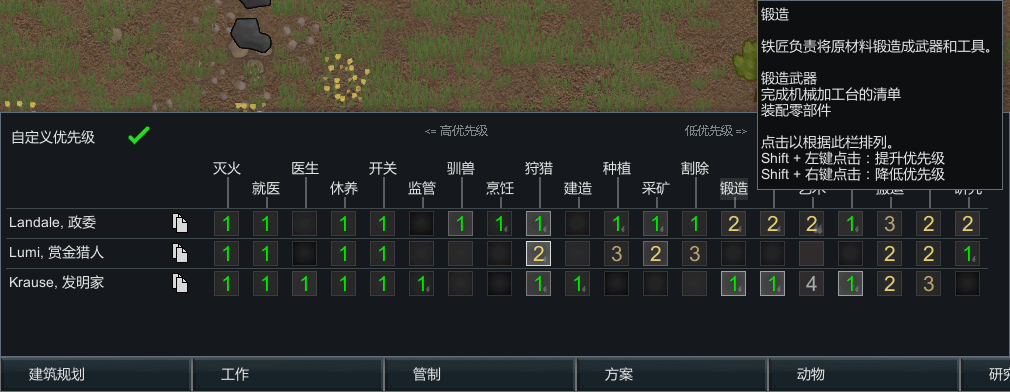 锻造
铁匠负责将原材料锻造成武器和工具。
锻造武器
完成机械加工台的清单
装配零部件
点击以根据此栏排列。
Shift + 左键点击：提升优先级
Shift + 右键点击：降低优先级
自定义优先级
<= 高优先级 低优先级 =>
灭火 医生 开关 驯兽 狩猎 种植 割除
就医 休养 监管 烹饪 建造 采矿 锻造
Landale, 政委 1 1 1 1 1 1 1 1 1 1 2 2 2 1 3 2 2
Lumi, 赏金猎人 1 1 1 1 2 3 2 3 2 2 1
Krause, 发明家 1 1 1 1 1 1 1 1 1 1 4 1 2 3
建筑规划 工作 管制 方案 动物